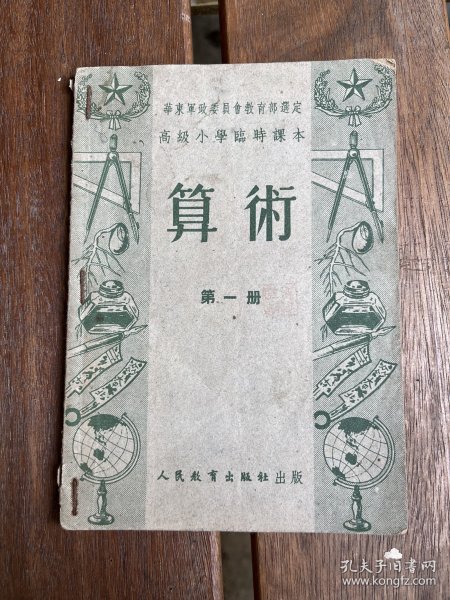 華東軍政委員會教育部選定
高級小學臨時課本
算術
第一册
人民教育出版社出版
孔夫子旧书网
www.kongfz.com